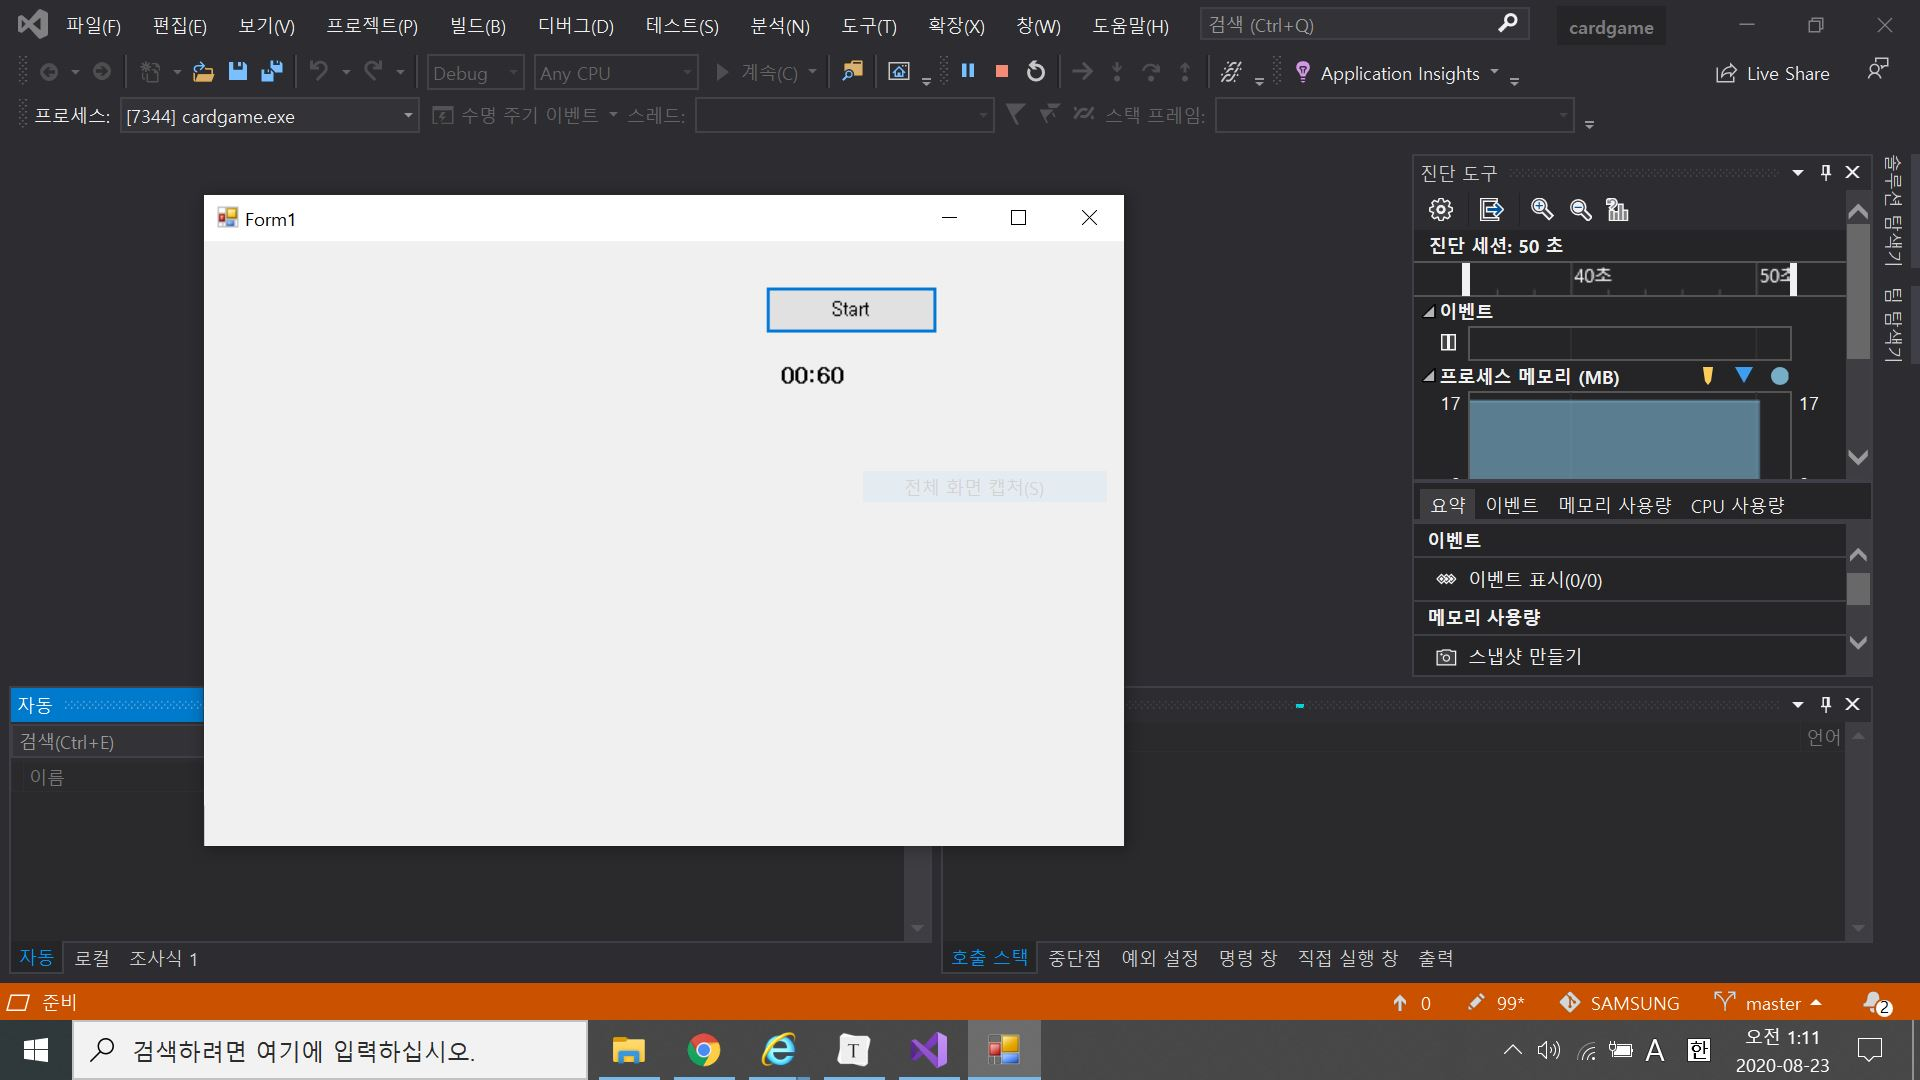 파일(F) 편집(E) 보기(V) 프로젝트(P) 빌드(B) 디버그(D) 테스트(S) 분석(N) 도구(T) 확장(X) 창(W) 도움말(H) 검색 (Ctrl+Q) cardgame
Debug Any CPU 계속(C) Application Insights Live Share
프로세스: [7344] cardgame.exe 수명 주기 이벤트 스레드: 스택 프레임:
진단 도구
솔루션 탐색기
팀 탐색기
Form1
진단 세션: 50 초
40초 50초
Start
이벤트
00:60
프로세스 메모리 (MB)
17 17
전체 화면 캡처(S)
요약 이벤트 메모리 사용량 CPU 사용량
이벤트
이벤트 표시(0/0)
메모리 사용량
스냅샷 만들기
자동
검색(Ctrl+E)
언어
이름
자동 로컬 조사식 1
호출 스택 중단점 예외 설정 명령 창 직접 실행 창 출력
준비 0 99* SAMSUNG master 2
검색하려면 여기에 입력하십시오.
T
A 한
오전 1:11
2020-08-23